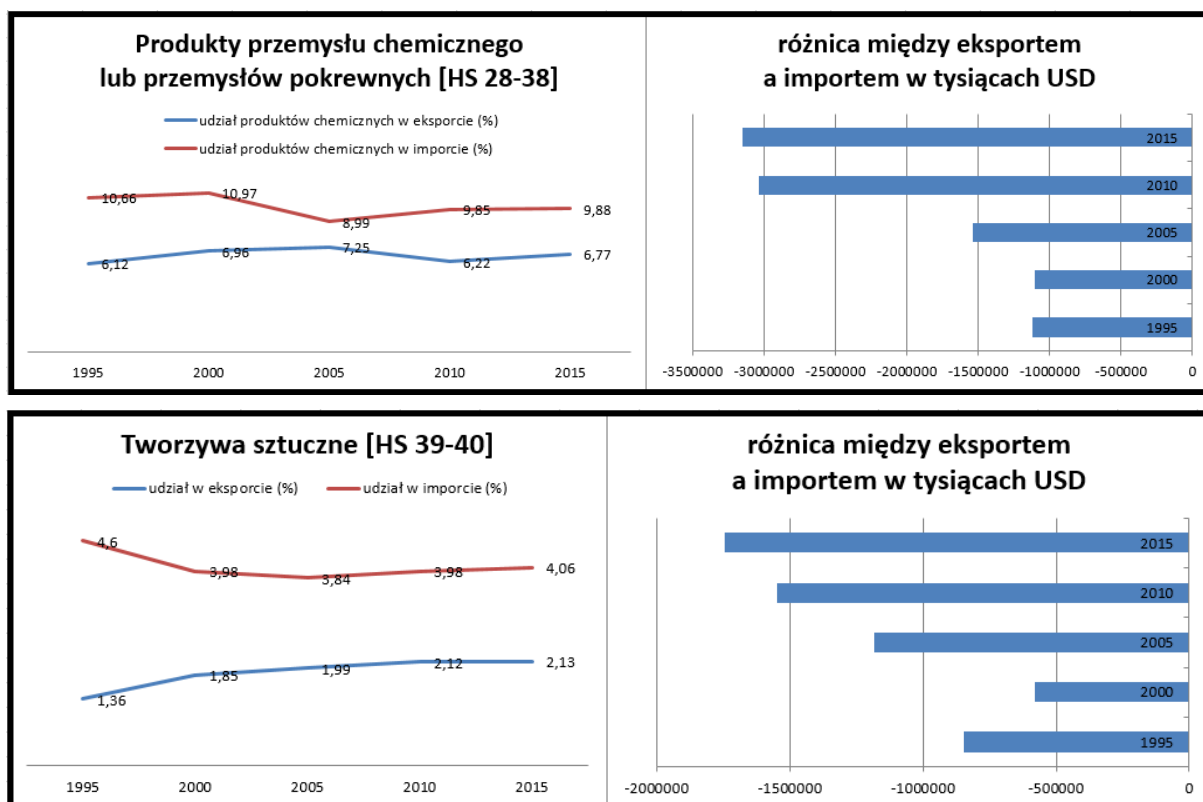 Produkty przemysłu chemicznego
lub przemysłów pokrewnych [HS 28-38]
udział produktów chemicznych w eksporcie (%)
udział produktów chemicznych w imporcie (%)
10,66
10,97
8,99
9,85
9,88
6,12
6,96
7,25
6,22
6,77
1995 2000 2005 2010 2015
różnica między eksportem
a importem w tysiącach USD
2015
2010
2005
2000
1995
-3500000 -3000000 -2500000 -2000000 -1500000 -1000000 -500000 0
Tworzywa sztuczne [HS 39-40]
udział w eksporcie (%) udział w imporcie (%)
4,6
3,98
3,84
3,98
4,06
1,36
1,85
1,99
2,12
2,13
1995 2000 2005 2010 2015
różnica między eksportem
a importem w tysiącach USD
2015
2010
2005
2000
1995
-2000000 -1500000 -1000000 -500000 0